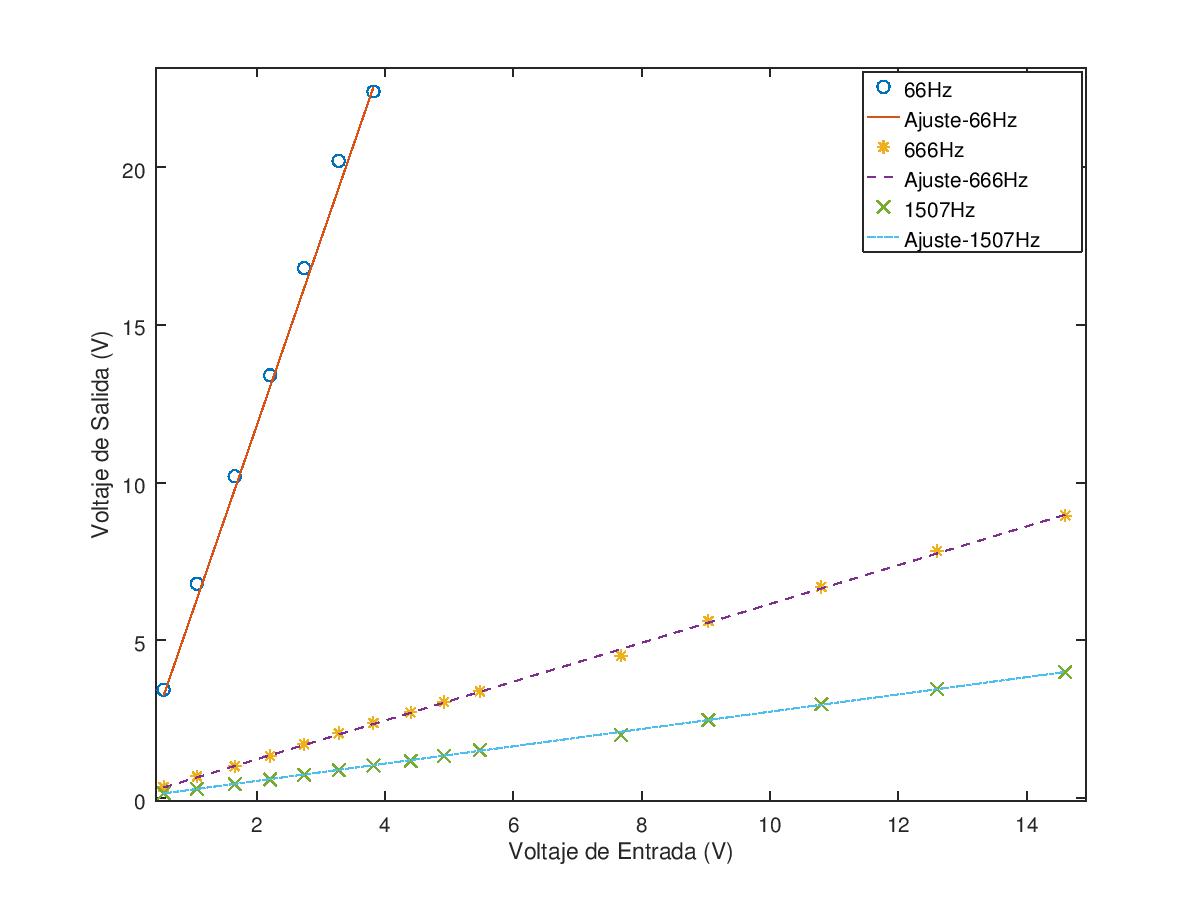 66Hz
Ajuste-66Hz
666Hz
Ajuste-666Hz
1507Hz
Ajuste-1507Hz
Voltaje de Salida (V)
20
15
10
5
0
2 4 6 8 10 12 14
Voltaje de Entrada (V)